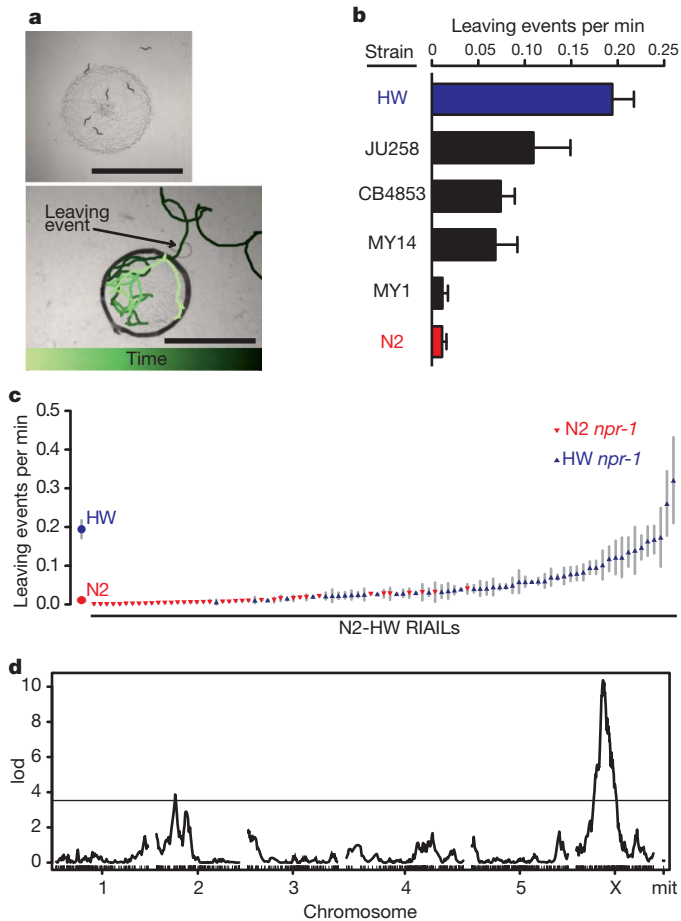 a
Leaving
event
Time
b
Leaving events per min
Strain
0 0.05 0.10 0.15 0.20 0.25
HW
JU258
CB4853
MY14
MY1
N2
c
Leaving events per min
0.5
0.4
0.3
0.2
0.1
0.0
HW
N2
N2 npr-1
HW npr-1
N2-HW RIAILs
d
lod
10
8
6
4
2
0
1 2 3 4 5 X mit
Chromosome